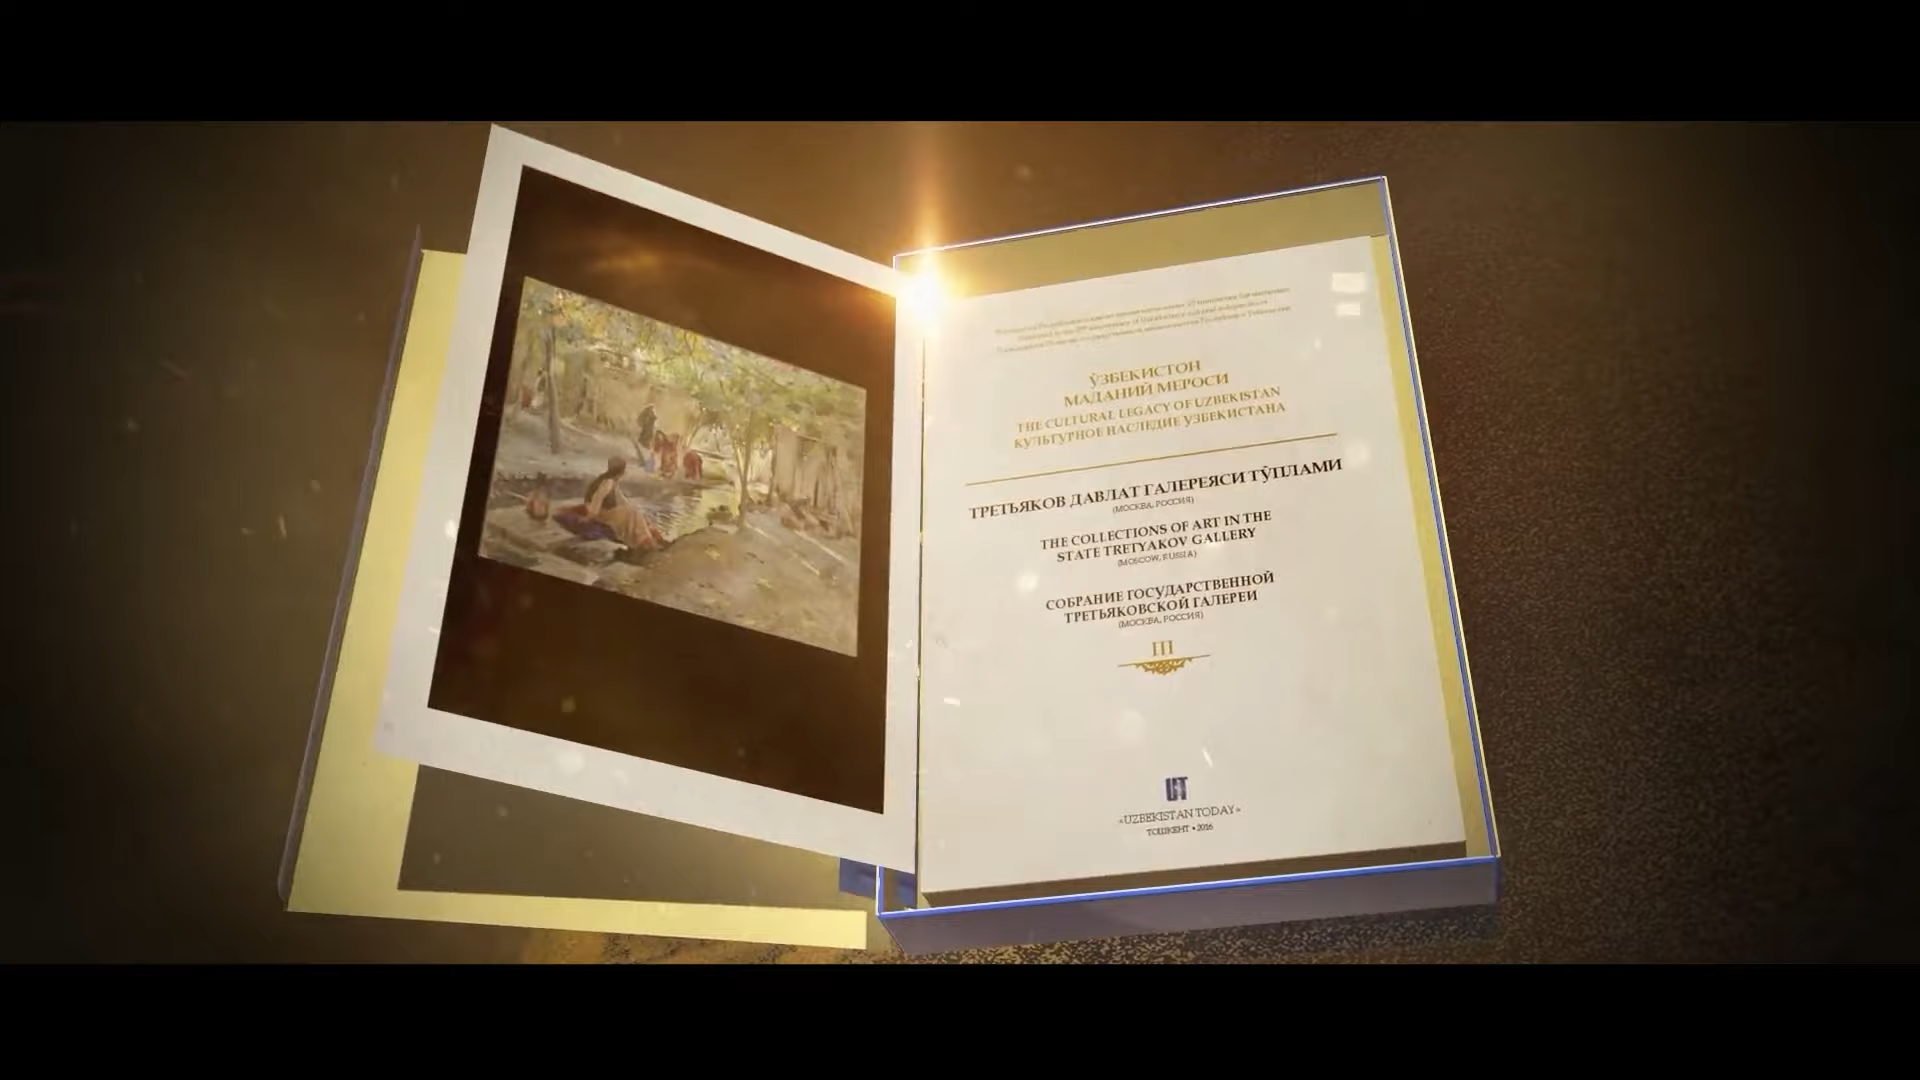 ЎЗБЕКИСТОН
МАДАНИЙ МЕРОСИ
THE CULTURAL LEGACY OF UZBEKISTAN
КУЛЬТУРНОЕ НАСЛЕДИЕ УЗБЕКИСТАНА
ТРЕТЬЯКОВ ДАВЛАТ ГАЛЕРЕЯСИ ТЎПЛАМИ
(МОСКВА, РОССИЯ)
THE COLLECTIONS OF ART IN THE
STATE TRETYAKOV GALLERY
(MOSCOW, RUSSIA)
СОБРАНИЕ ГОСУДАРСТВЕННОЙ
ТРЕТЬЯКОВСКОЙ ГАЛЕРЕИ
(МОСКВА, РОССИЯ)
III
UT
«UZBEKISTAN TODAY»
ТОШКЕНТ • 2016